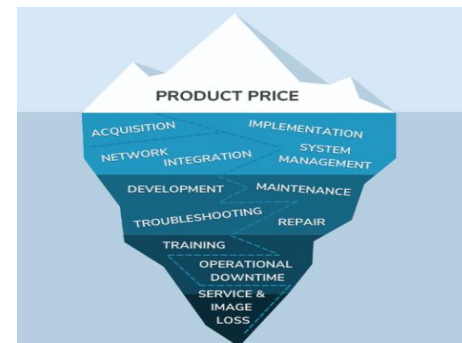 PRODUCT PRICE
ACQUISITION
IMPLEMENTATION
NETWORK
INTEGRATION
SYSTEM
MANAGEMENT
DEVELOPMENT
MAINTENANCE
TROUBLESHOOTING
REPAIR
TRAINING
OPERATIONAL
DOWNTIME
SERVICE &
IMAGE
LOSS